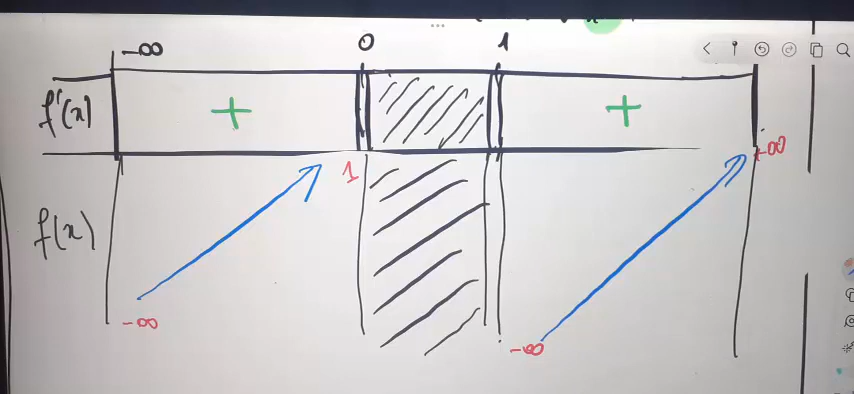 -∞ 0 1
f'(x) + +
1 +∞
f(x)
-∞ -∞